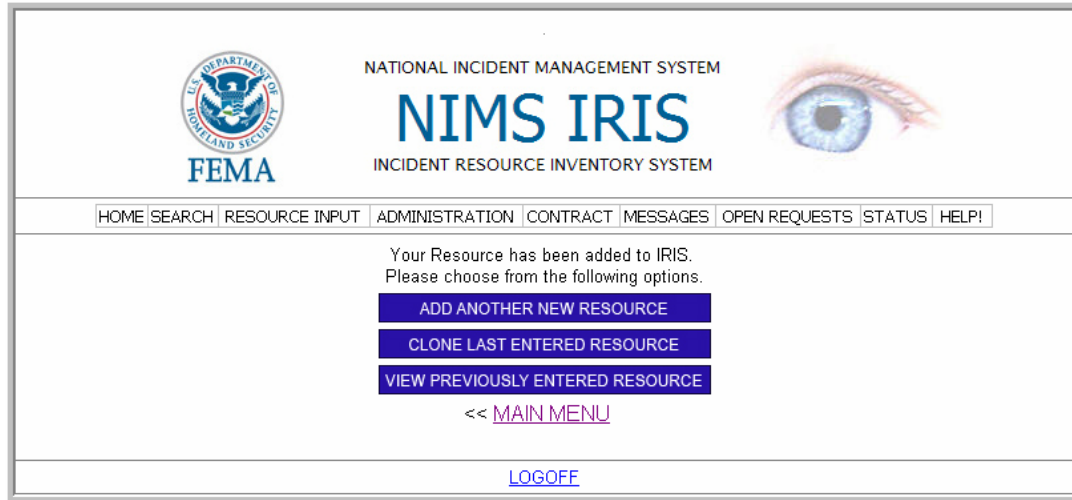 U.S. DEPARTMENT OF
HOMELAND SECURITY
FEMA
NATIONAL INCIDENT MANAGEMENT SYSTEM
NIMS IRIS
INCIDENT RESOURCE INVENTORY SYSTEM
HOME SEARCH RESOURCE INPUT ADMINISTRATION CONTRACT MESSAGES OPEN REQUESTS STATUS HELP!
Your Resource has been added to IRIS.
Please choose from the following options.
ADD ANOTHER NEW RESOURCE
CLONE LAST ENTERED RESOURCE
VIEW PREVIOUSLY ENTERED RESOURCE
<< MAIN MENU
LOGOFF